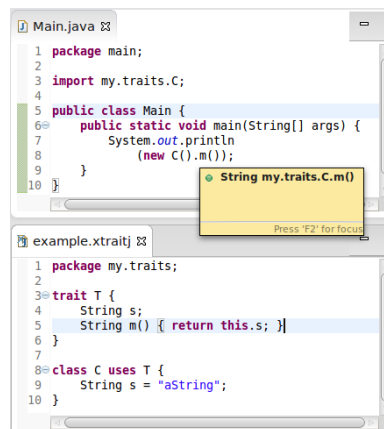 Main.java
1 package main;
2
3 import my.traits.C;
4
5 public class Main {
6     public static void main(String[] args) {
7         System.out.println
8             (new C().m());
9     }
10 }
String my.traits.C.m()
Press 'F2' for focus
example.xtraitj
1 package my.traits;
2
3 trait T {
4     String s;
5     String m() { return this.s; }
6 }
7
8 class C uses T {
9     String s = "aString";
10 }